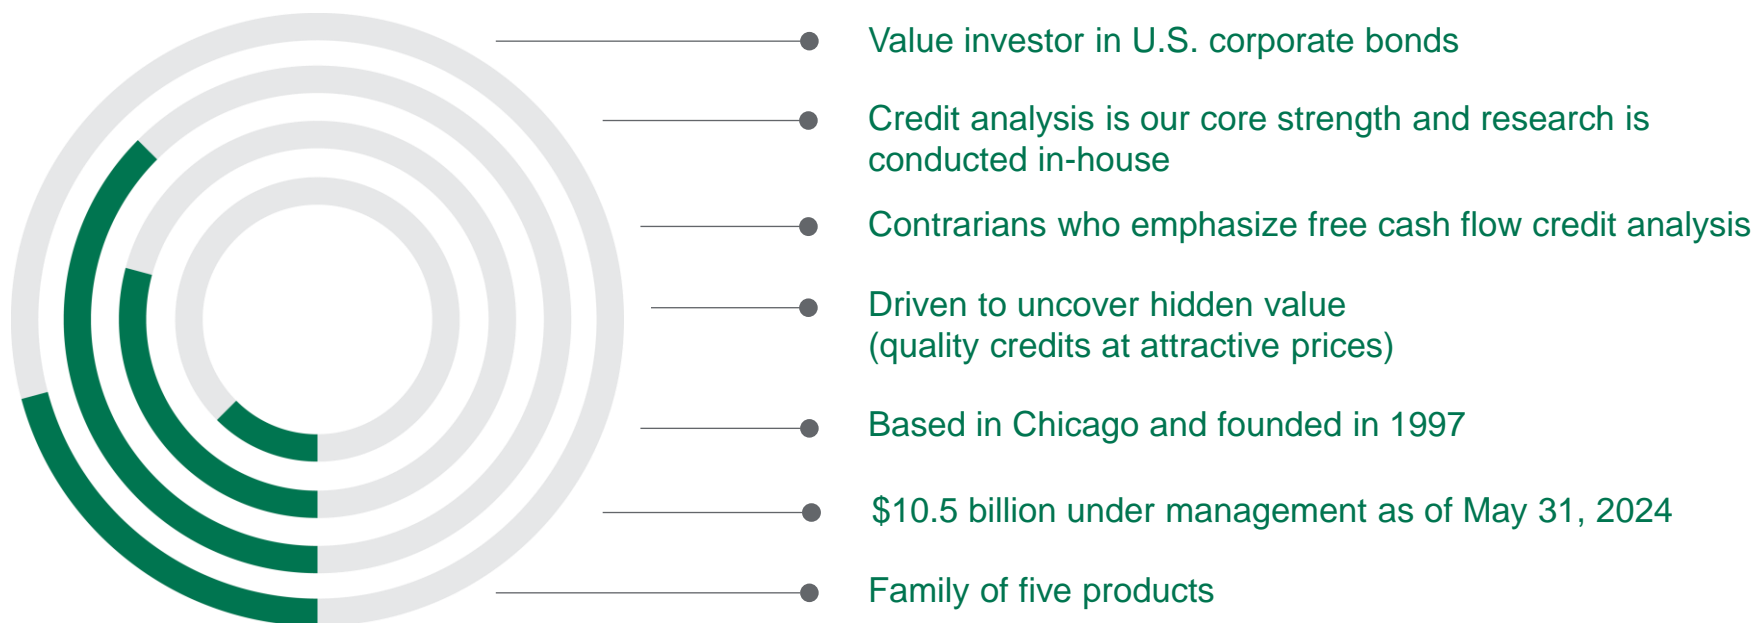 Value investor in U.S. corporate bonds
Credit analysis is our core strength and research is
conducted in-house
Contrarians who emphasize free cash flow credit analysis
Driven to uncover hidden value
(quality credits at attractive prices)
Based in Chicago and founded in 1997
$10.5 billion under management as of May 31, 2024
Family of five products